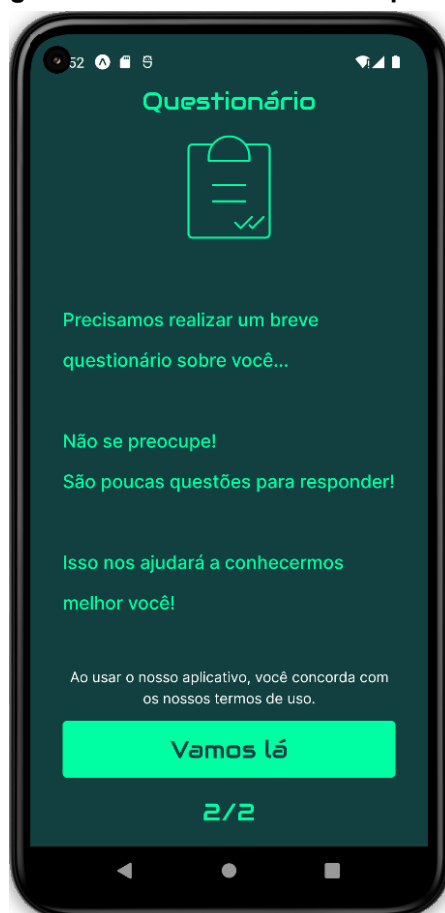 52
Questionário
Precisamos realizar um breve
questionário sobre você...
Não se preocupe!
São poucas questões para responder!
Isso nos ajudará a conhecermos
melhor você!
Ao usar o nosso aplicativo, você concorda com
os nossos termos de uso.
Vamos lá
2/2